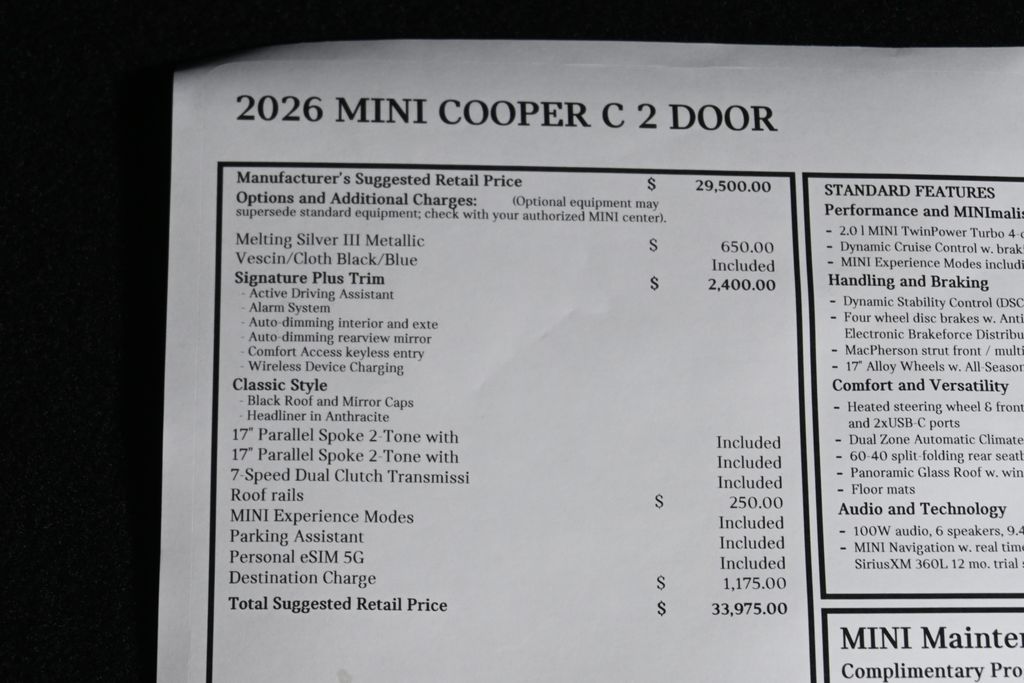 2026 MINI COOPER C 2 DOOR
Manufacturer's Suggested Retail Price $ 29,500.00
Options and Additional Charges: (Optional equipment may
supersede standard equipment; check with your authorized MINI center).
Melting Silver III Metallic $ 650.00
Vescin/Cloth Black/Blue Included
Signature Plus Trim $ 2,400.00
- Active Driving Assistant
- Alarm System
- Auto-dimming interior and exte
- Auto-dimming rearview mirror
- Comfort Access keyless entry
- Wireless Device Charging
Classic Style
- Black Roof and Mirror Caps
- Headliner in Anthracite
17" Parallel Spoke 2-Tone with Included
17" Parallel Spoke 2-Tone with Included
7-Speed Dual Clutch Transmissi Included
Roof rails $ 250.00
MINI Experience Modes Included
Parking Assistant Included
Personal eSIM 5G Included
Destination Charge $ 1,175.00
Total Suggested Retail Price $ 33,975.00
STANDARD FEATURES
Performance and MINImalis
- 2.0 l MINI TwinPower Turbo 4-c
- Dynamic Cruise Control w. braki
- MINI Experience Modes includi
Handling and Braking
- Dynamic Stability Control (DSC
- Four wheel disc brakes w. Anti
Electronic Brakeforce Distribu
- MacPherson strut front / multi
- 17" Alloy Wheels w. All-Season
Comfort and Versatility
- Heated steering wheel & front
and 2xUSB-C ports
- Dual Zone Automatic Climate
- 60-40 split-folding rear seatb
- Panoramic Glass Roof w. win
- Floor mats
Audio and Technology
- 100W audio, 6 speakers, 9.4
- MINI Navigation w. real time
SiriusXM 360L 12 mo. trial s
MINI Mainten
Complimentary Pro